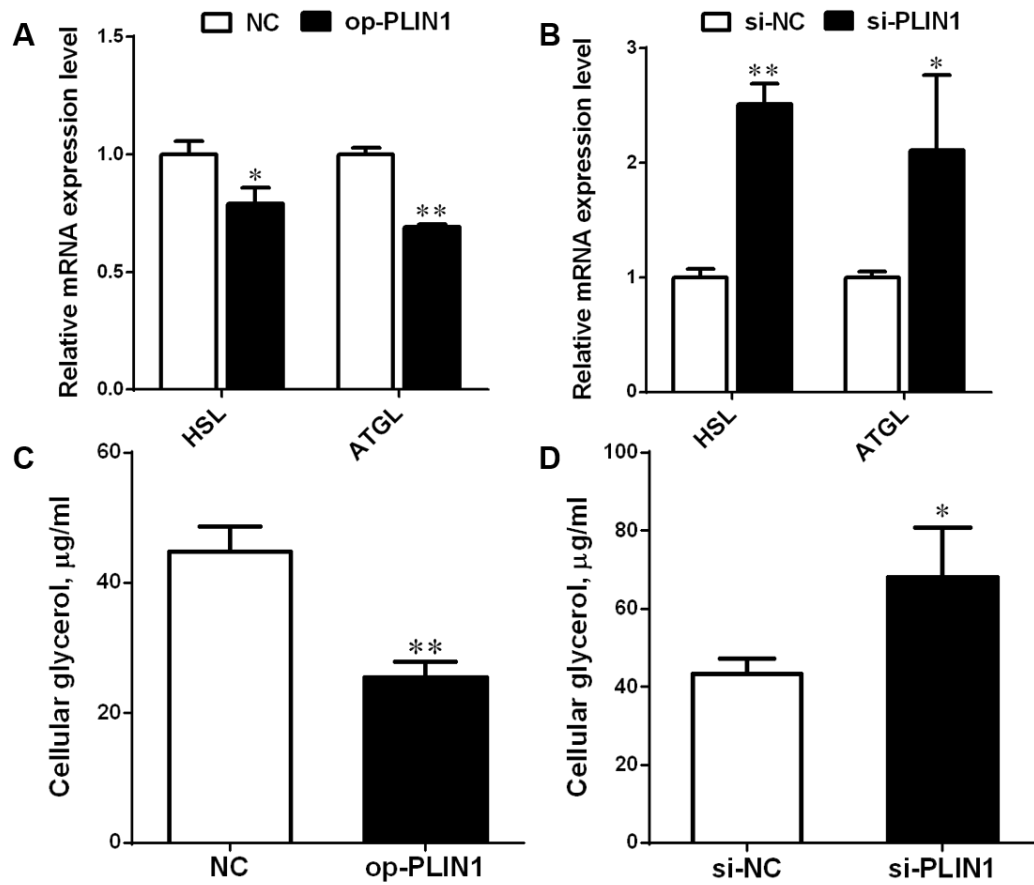 A
NC op-PLIN1
Relative mRNA expression level
1.5
1.0
0.5
0.0
*
**
HSL
ATGL
B
si-NC si-PLIN1
Relative mRNA expression level
3
2
1
0
**
*
HSL
ATGL
C
Cellular glycerol, μg/ml
60
40
20
0
**
NC
op-PLIN1
D
Cellular glycerol, μg/ml
100
80
60
40
20
0
*
si-NC
si-PLIN1